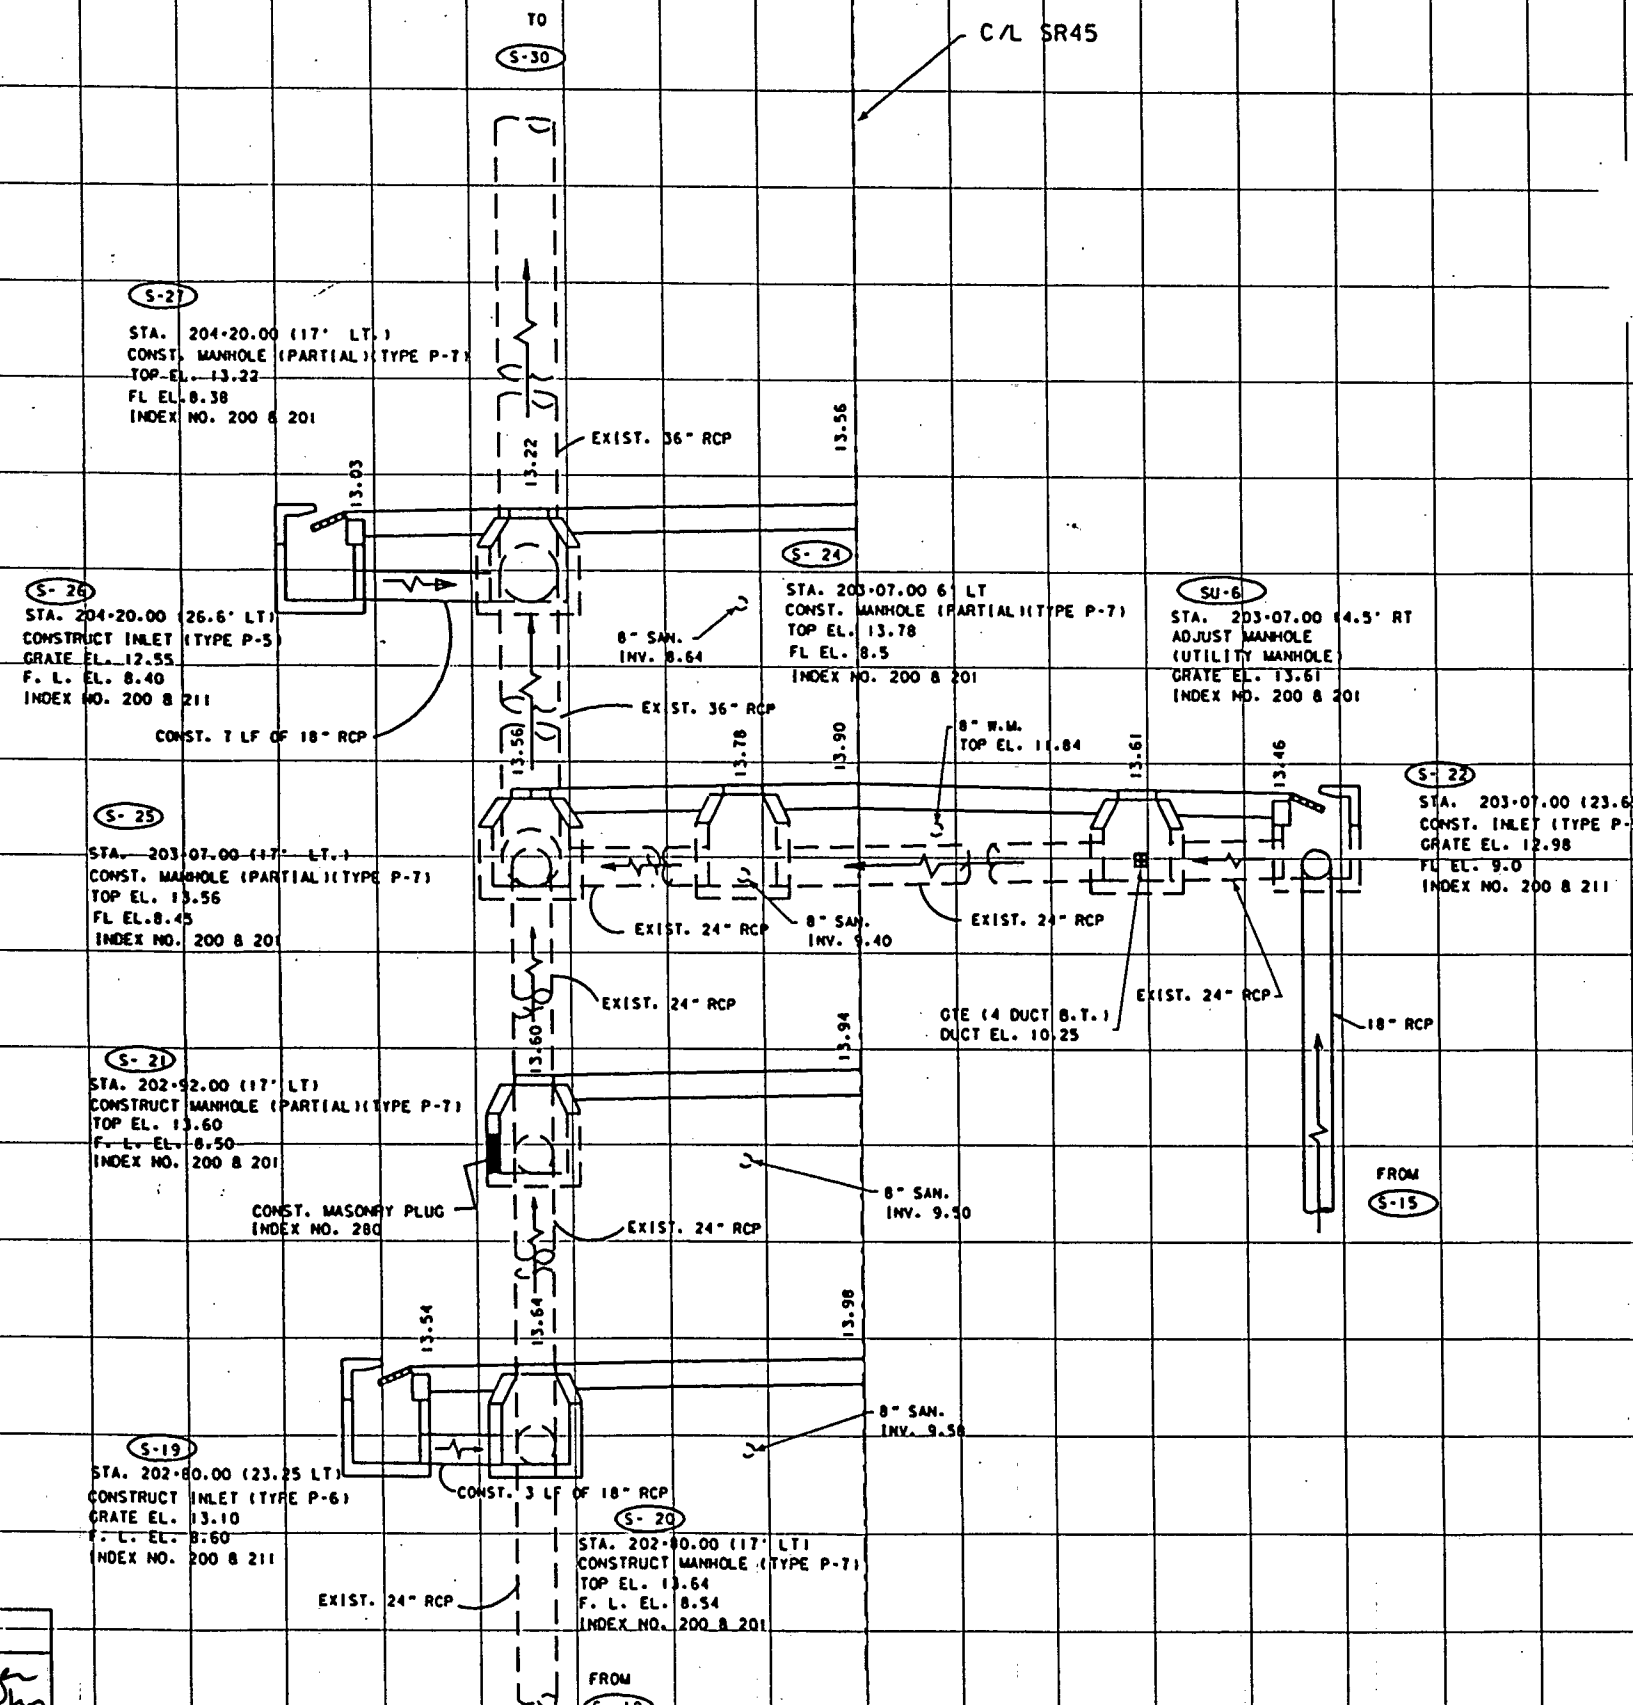 TO
S-30
C/L SR45
S-27
STA. 204+20.00 (17' LT.)
CONST. MANHOLE (PARTIAL)(TYPE P-7)
TOP EL. 13.22
FL EL.8.38
INDEX NO. 200 & 201
EXIST. 36" RCP
13.22
13.56
13.03
S-26
STA. 204+20.00 (26.6' LT)
CONSTRUCT INLET (TYPE P-5)
GRATE EL. 12.55
F. L. EL. 8.40
INDEX NO. 200 & 211
CONST. 7 LF OF 18" RCP
8" SAN.
INV. 8.64
EXIST. 36" RCP
S-24
STA. 203+07.00 6' LT
CONST. MANHOLE (PARTIAL)(TYPE P-7)
TOP EL. 13.78
FL EL. 8.5
INDEX NO. 200 & 201
SU-6
STA. 203+07.00 14.5' RT
ADJUST MANHOLE
(UTILITY MANHOLE)
GRATE EL. 13.61
INDEX NO. 200 & 201
13.56
13.78
13.90
8" W.M.
TOP EL. 11.84
13.61
13.46
S-22
STA. 203+07.00 (23.6
CONST. INLET (TYPE P-
GRATE EL. 12.98
FL EL. 9.0
INDEX NO. 200 & 211
S-25
STA. 203+07.00 (17' LT.)
CONST. MANHOLE (PARTIAL)(TYPE P-7)
TOP EL. 13.56
FL EL.8.45
INDEX NO. 200 & 201
EXIST. 24" RCP
8" SAN.
INV. 9.40
EXIST. 24" RCP
EXIST. 24" RCP
GTE (4 DUCT B.T.)
DUCT EL. 10.25
EXIST. 24" RCP
18" RCP
13.60
13.94
S-21
STA. 202+92.00 (17' LT)
CONSTRUCT MANHOLE (PARTIAL)(TYPE P-7)
TOP EL. 13.60
F. L. EL. 8.50
INDEX NO. 200 & 201
CONST. MASONRY PLUG
INDEX NO. 280
EXIST. 24" RCP
8" SAN.
INV. 9.50
FROM
S-15
13.54
13.64
13.98
8" SAN.
INV. 9.58
S-19
STA. 202+80.00 (23.25 LT)
CONSTRUCT INLET (TYPE P-6)
GRATE EL. 13.10
F. L. EL. 8.60
INDEX NO. 200 & 211
CONST. 3 LF OF 18" RCP
S-20
STA. 202+80.00 (17' LT)
CONSTRUCT MANHOLE (TYPE P-7)
TOP EL. 13.64
F. L. EL. 8.54
INDEX NO. 200 & 201
EXIST. 24" RCP
FROM